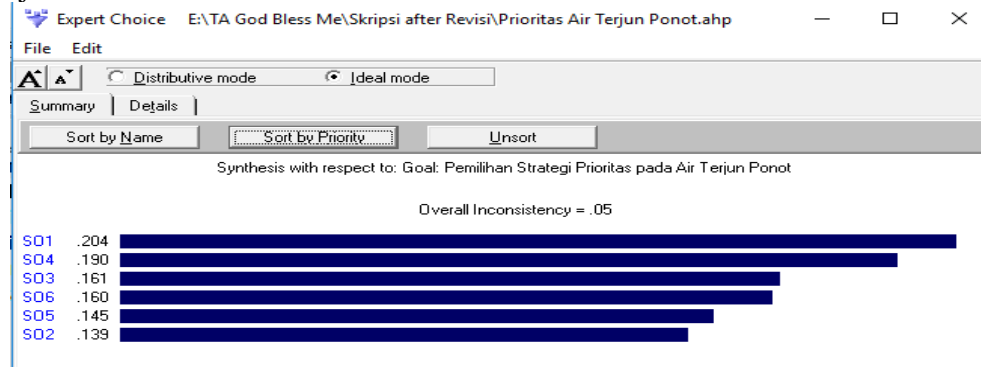 Expert Choice E:\TA God Bless Me\Skripsi after Revisi\Prioritas Air Terjun Ponot.ahp
File Edit
A A Distributive mode Ideal mode
Summary Details
Sort by Name Sort by Priority Unsort
Synthesis with respect to: Goal: Pemilihan Strategi Prioritas pada Air Terjun Ponot
Overall Inconsistency = .05
SO1 .204
SO4 .190
SO3 .161
SO6 .160
SO5 .145
SO2 .139